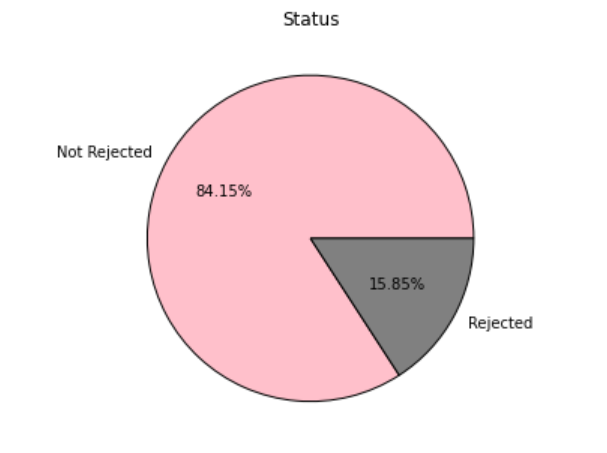 Status
Not Rejected
84.15%
15.85%
Rejected